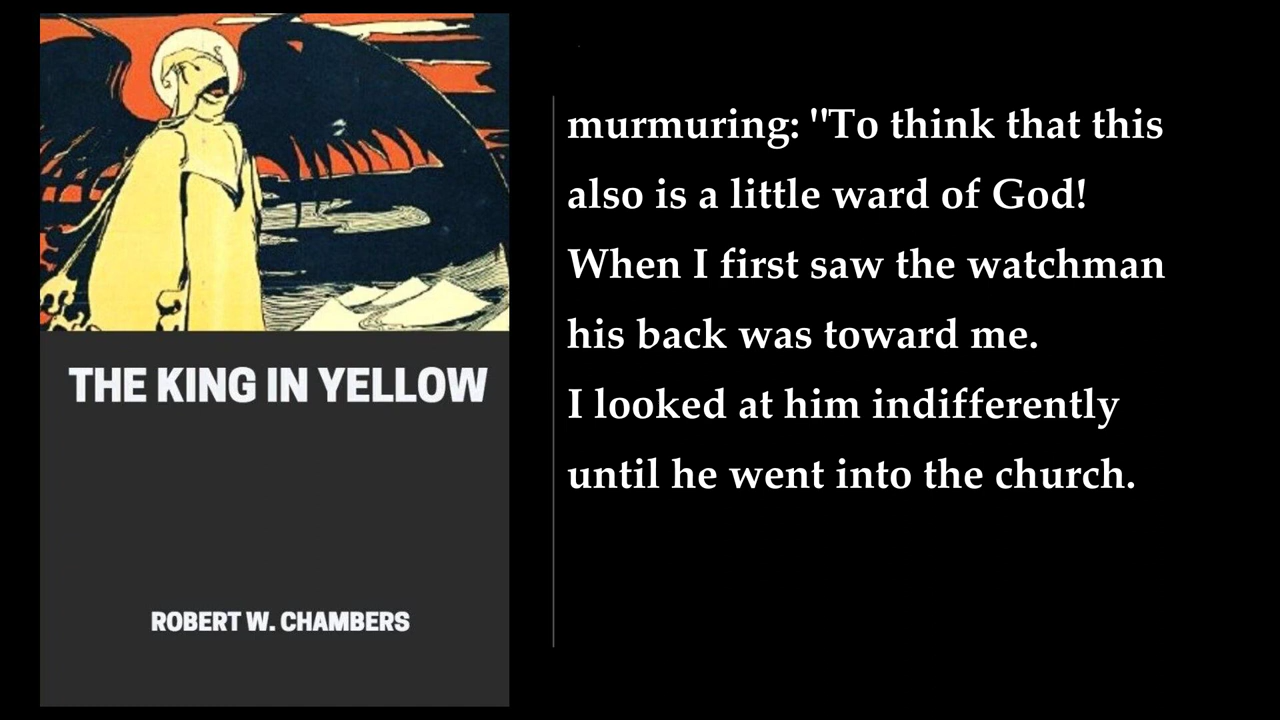 THE KING IN YELLOW
ROBERT W. CHAMBERS
murmuring: "To think that this
also is a little ward of God!
When I first saw the watchman
his back was toward me.
I looked at him indifferently
until he went into the church.